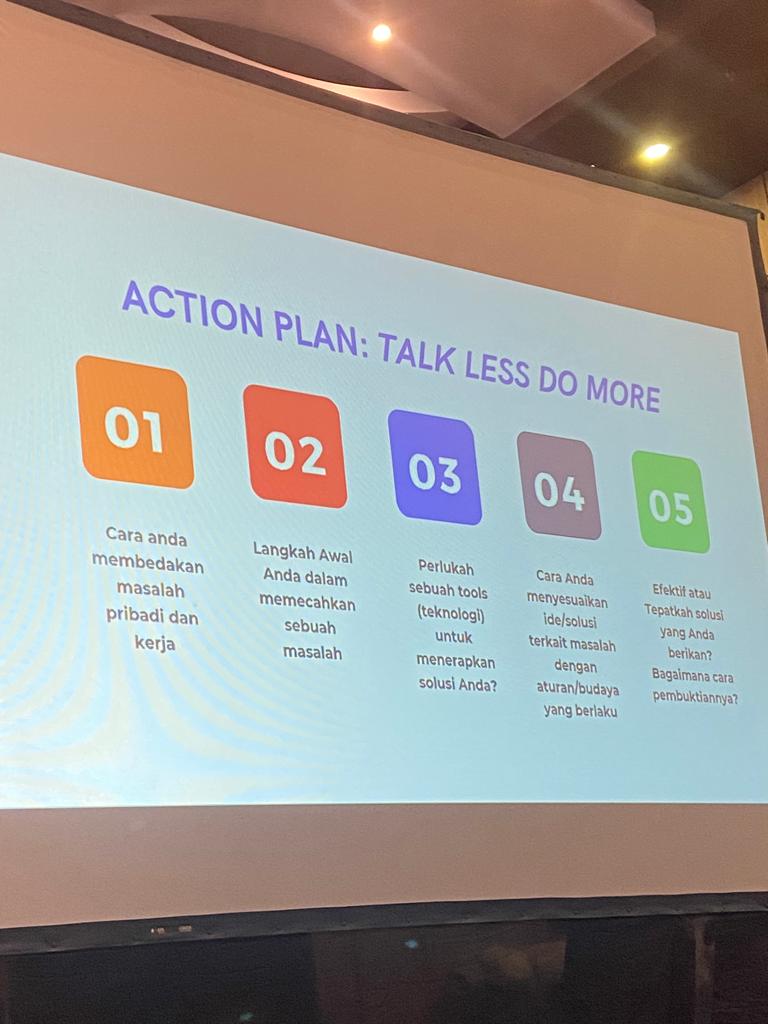 ACTION PLAN: TALK LESS DO MORE
01
Cara anda
membedakan
masalah
pribadi dan
kerja
02
Langkah Awal
Anda dalam
memecahkan
sebuah
masalah
03
Perlukah
sebuah tools
(teknologi)
untuk
menerapkan
solusi Anda?
04
Cara Anda
menyesuaikan
ide/solusi
terkait masalah
dengan
aturan/budaya
yang berlaku
05
Efektif atau
Tepatkah solusi
yang Anda
berikan?
Bagaimana cara
pembuktiannya?